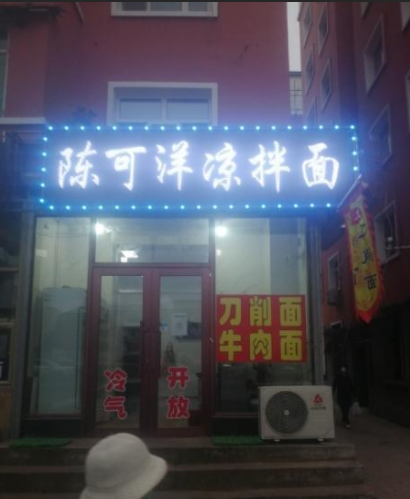 陈可洋凉拌面
刀削面
牛肉面
冷气
开放